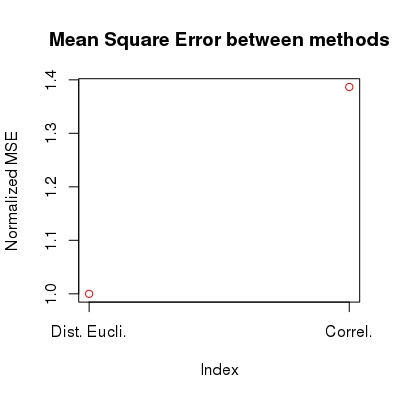 Mean Square Error between methods
Normalized MSE
1.4
1.3
1.2
1.1
1.0
Dist. Eucli.
Correl.
Index